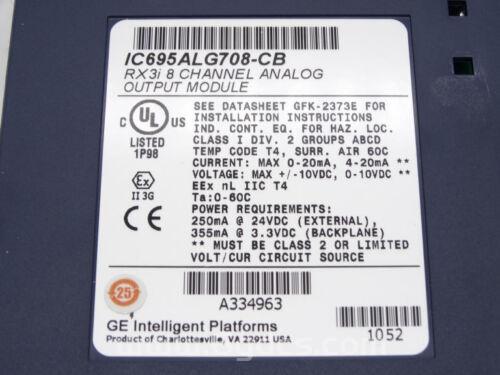 IC695ALG708-CB
RX3i 8 CHANNEL ANALOG
OUTPUT MODULE
SEE DATASHEET GFK-2373E FOR
INSTALLATION INSTRUCTIONS
IND. CONT. EQ. FOR HAZ. LOC.
CLASS I DIV. 2 GROUPS ABCD
TEMP CODE T4, SURR. AIR 60C
CURRENT: MAX 0-20mA, 4-20mA **
VOLTAGE: MAX +/-10VDC, 0-10VDC **
EEx nL IIC T4
Ta:0-60C
POWER REQUIREMENTS:
250mA @ 24VDC (EXTERNAL),
355mA @ 3.3VDC (BACKPLANE)
** MUST BE CLASS 2 OR LIMITED
VOLT/CUR CIRCUIT SOURCE
C UL US
LISTED
1P98
Ex
II 3G
25
A334963
GE Intelligent Platforms
Product of Charlottesville, VA 22911 USA
1052